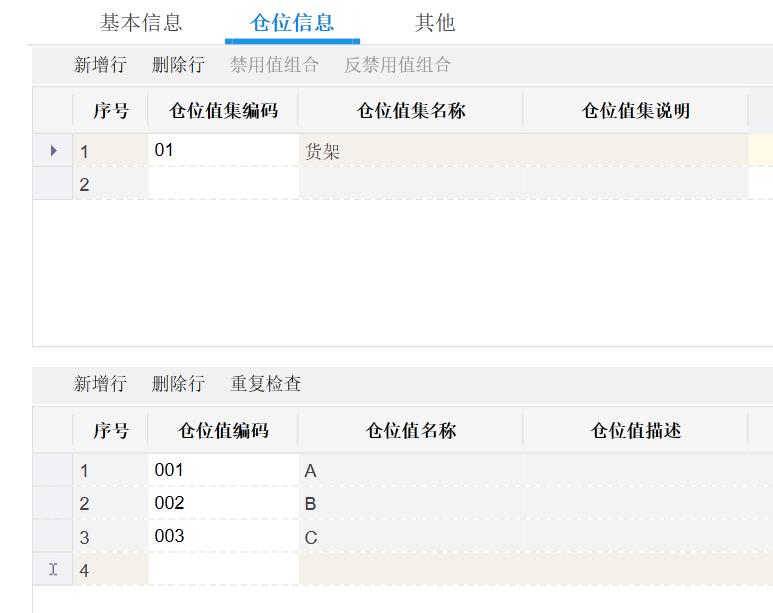 基本信息 仓位信息 其他
新增行 删除行 禁用值组合 反禁用值组合
序号 仓位值集编码 仓位值集名称 仓位值集说明
1 01 货架
2
新增行 删除行 重复检查
序号 仓位值编码 仓位值名称 仓位值描述
1 001 A
2 002 B
3 003 C
4